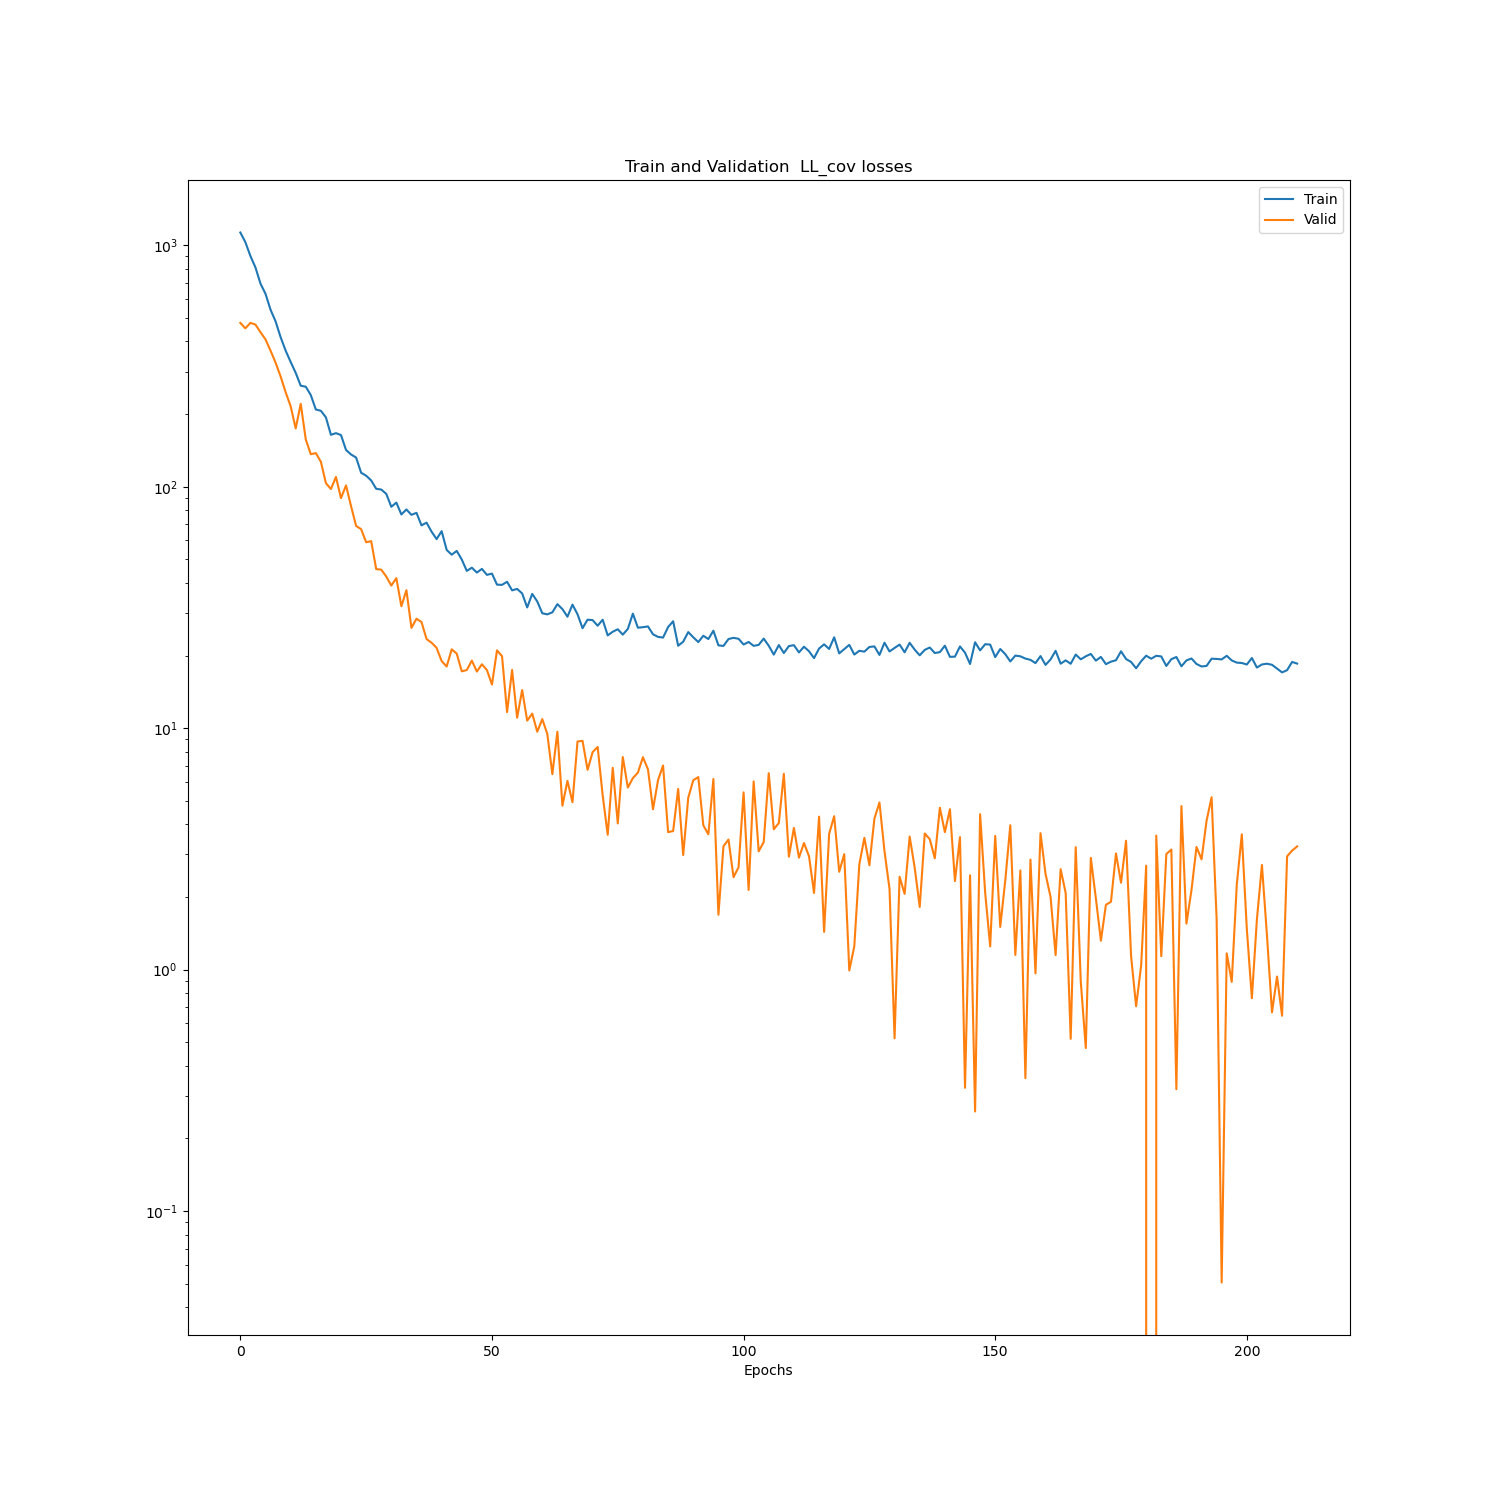 Train and Validation  LL_cov losses
Train
Valid
10³
10²
10¹
10⁰
10⁻¹
0 50 100 150 200
Epochs